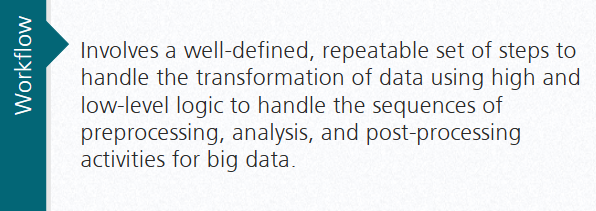 Workflow
Involves a well-defined, repeatable set of steps to
handle the transformation of data using high and
low-level logic to handle the sequences of
preprocessing, analysis, and post-processing
activities for big data.